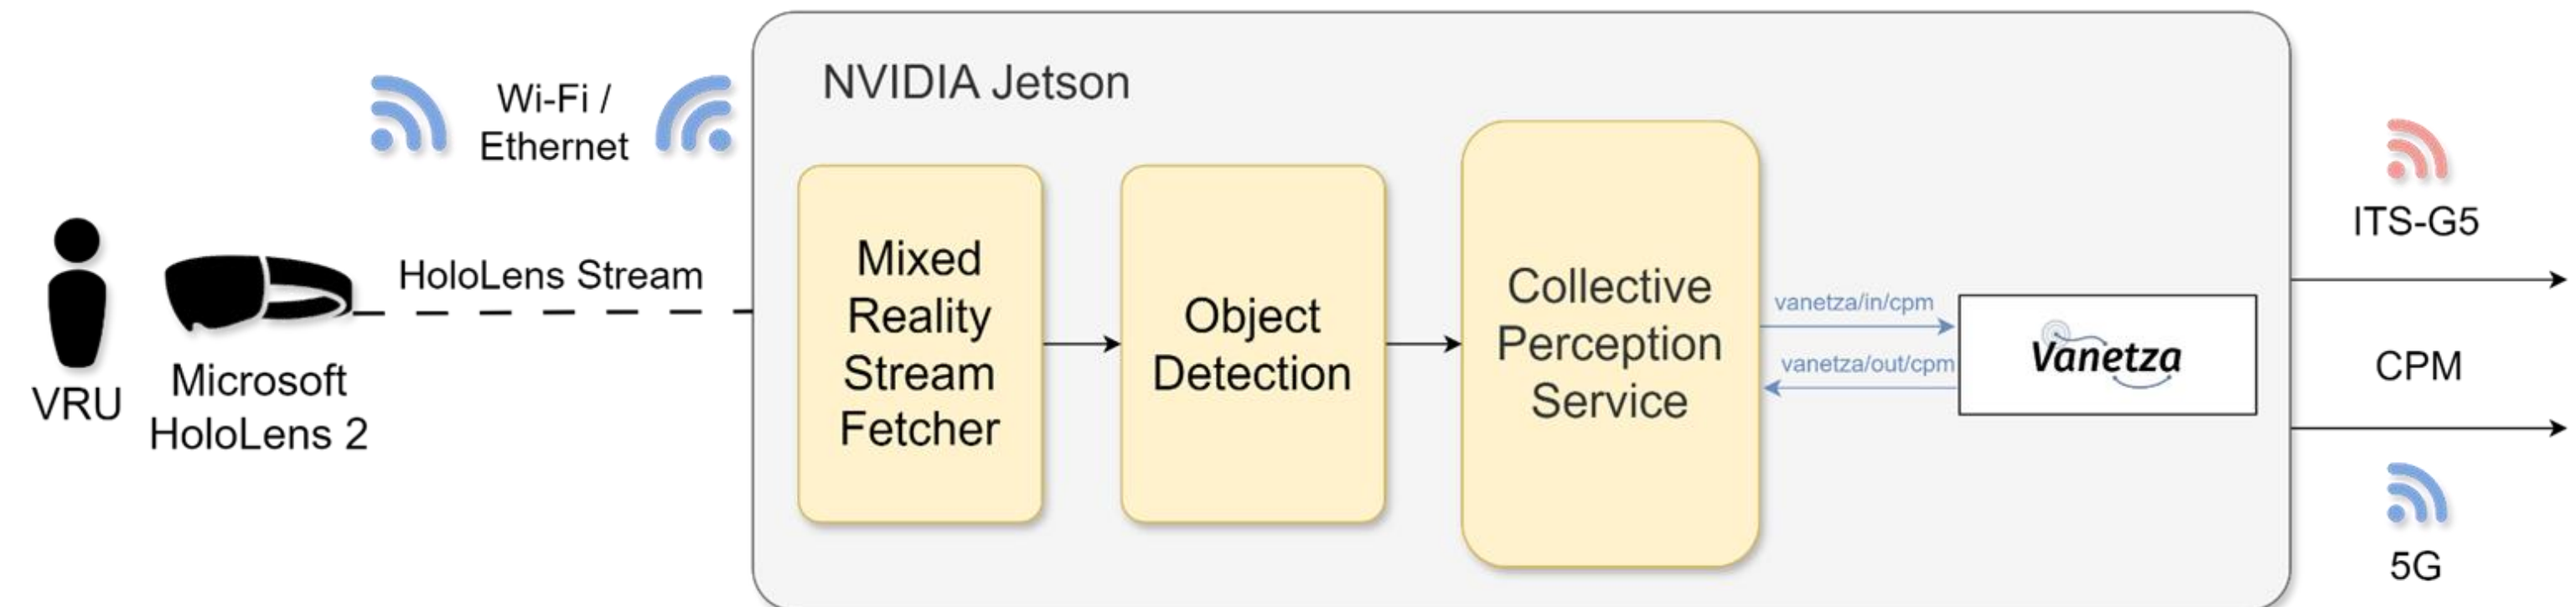 Wi-Fi /
Ethernet
NVIDIA Jetson
VRU
Microsoft
HoloLens 2
HoloLens Stream
Mixed
Reality
Stream
Fetcher
Object
Detection
Collective
Perception
Service
vanetza/in/cpm
vanetza/out/cpm
Vanetza
ITS-G5
CPM
5G